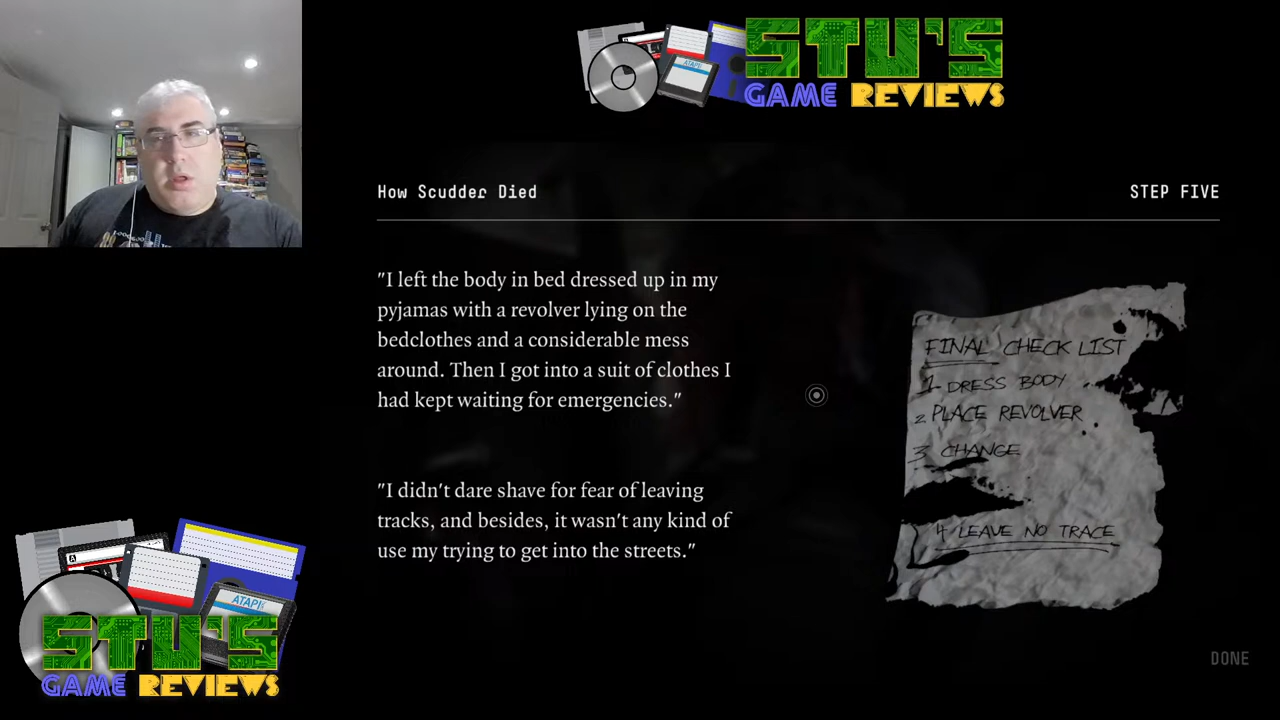 STU'S
GAME REVIEWS
ATAPI
How Scudder Died
STEP FIVE
"I left the body in bed dressed up in my
pyjamas with a revolver lying on the
bedclothes and a considerable mess
around. Then I got into a suit of clothes I
had kept waiting for emergencies."
"I didn't dare shave for fear of leaving
tracks, and besides, it wasn't any kind of
use my trying to get into the streets."
FINAL CHECK LIST
1. DRESS BODY
2 PLACE REVOLVER
3 CHANGE
4 LEAVE NO TRACE
DONE
A
ATAPI
STU'S
GAME REVIEWS